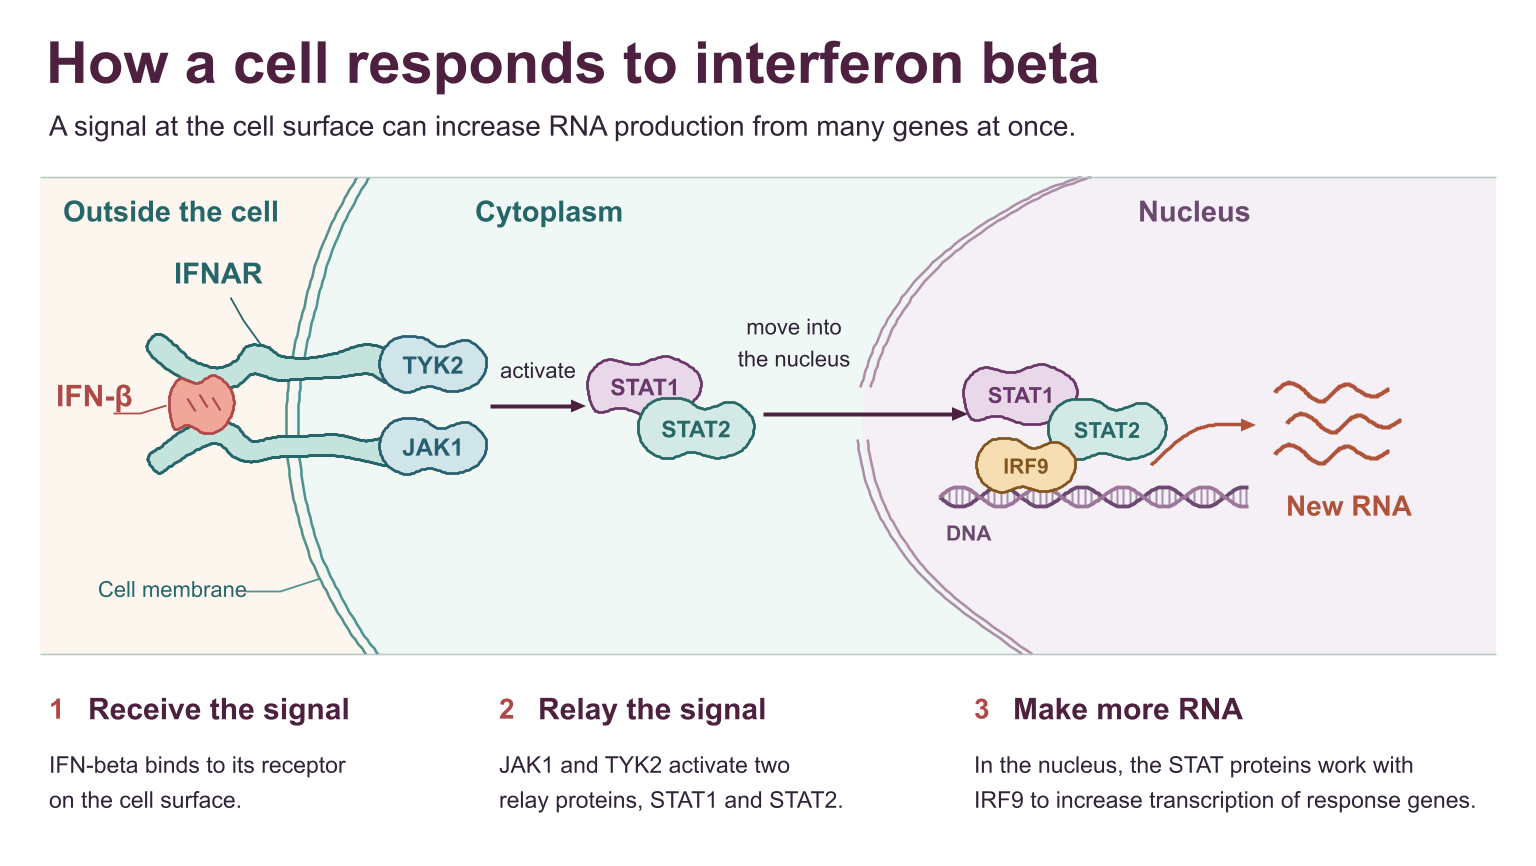 How a cell responds to interferon beta
A signal at the cell surface can increase RNA production from many genes at once.
Outside the cell
Cytoplasm
Nucleus
IFNAR
IFN-β
TYK2
JAK1
Cell membrane
activate
STAT1
STAT2
move into
the nucleus
STAT1
STAT2
IRF9
DNA
New RNA
1 Receive the signal
IFN-beta binds to its receptor
on the cell surface.
2 Relay the signal
JAK1 and TYK2 activate two
relay proteins, STAT1 and STAT2.
3 Make more RNA
In the nucleus, the STAT proteins work with
IRF9 to increase transcription of response genes.